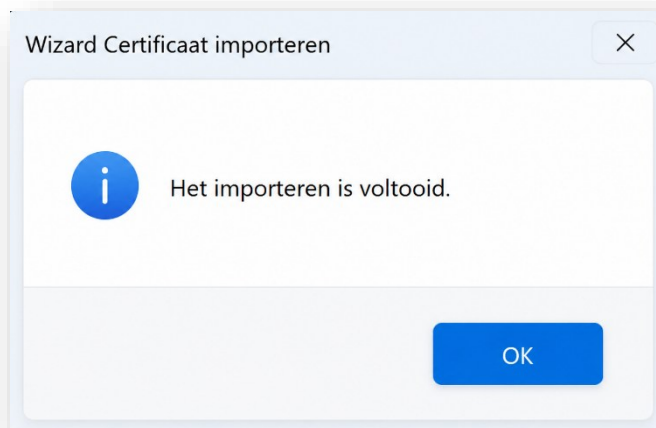 Wizard Certificaat importeren
Het importeren is voltooid.
OK